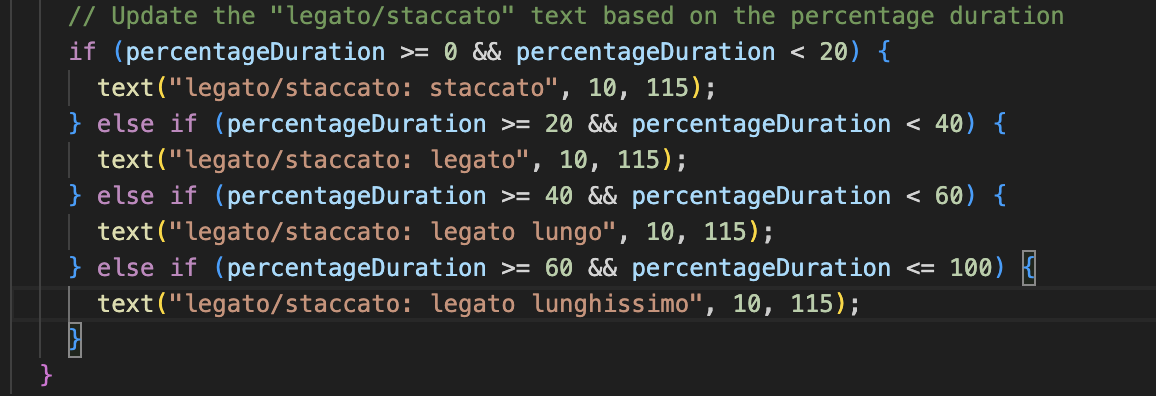 // Update the "legato/staccato" text based on the percentage duration
if (percentageDuration >= 0 && percentageDuration < 20) {
text("legato/staccato: staccato", 10, 115);
} else if (percentageDuration >= 20 && percentageDuration < 40) {
text("legato/staccato: legato", 10, 115);
} else if (percentageDuration >= 40 && percentageDuration < 60) {
text("legato/staccato: legato lungo", 10, 115);
} else if (percentageDuration >= 60 && percentageDuration <= 100) {
text("legato/staccato: legato lunghissimo", 10, 115);
}
}